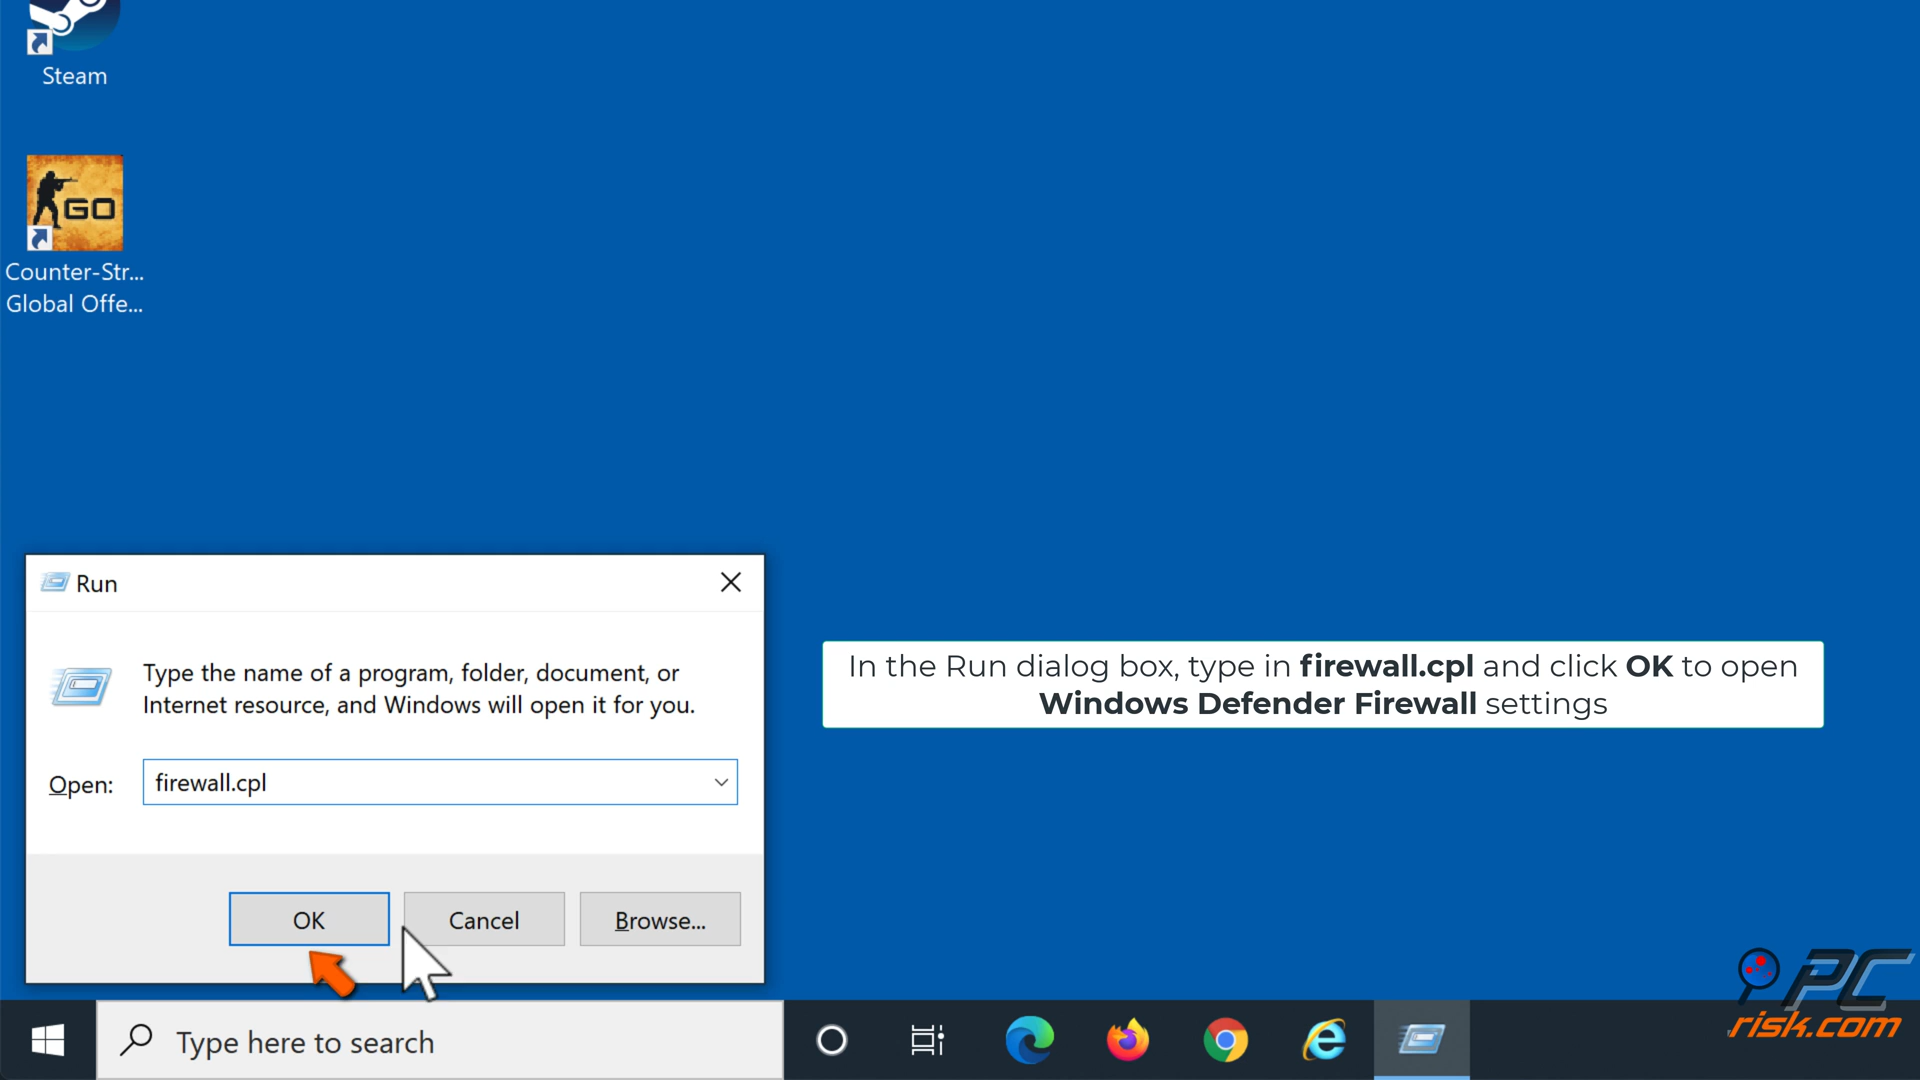 Steam
GO
Counter-Str...
Global Offe...
Run
Type the name of a program, folder, document, or
Internet resource, and Windows will open it for you.
Open:
firewall.cpl
OK
Cancel
Browse...
In the Run dialog box, type in firewall.cpl and click OK to open
Windows Defender Firewall settings
Type here to search
PC
risk.com